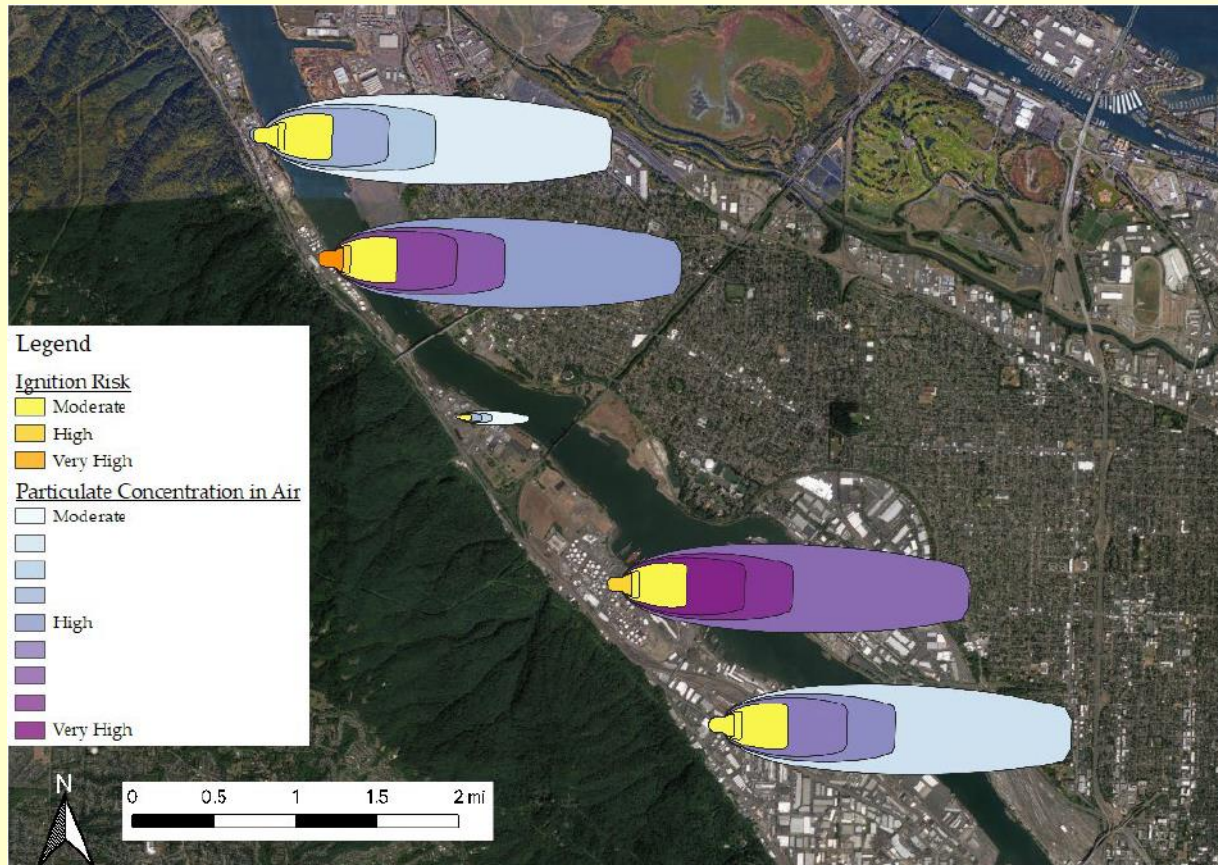 Legend
Ignition Risk
Moderate
High
Very High
Particulate Concentration in Air
Moderate
High
Very High
N
0 0.5 1 1.5 2 mi